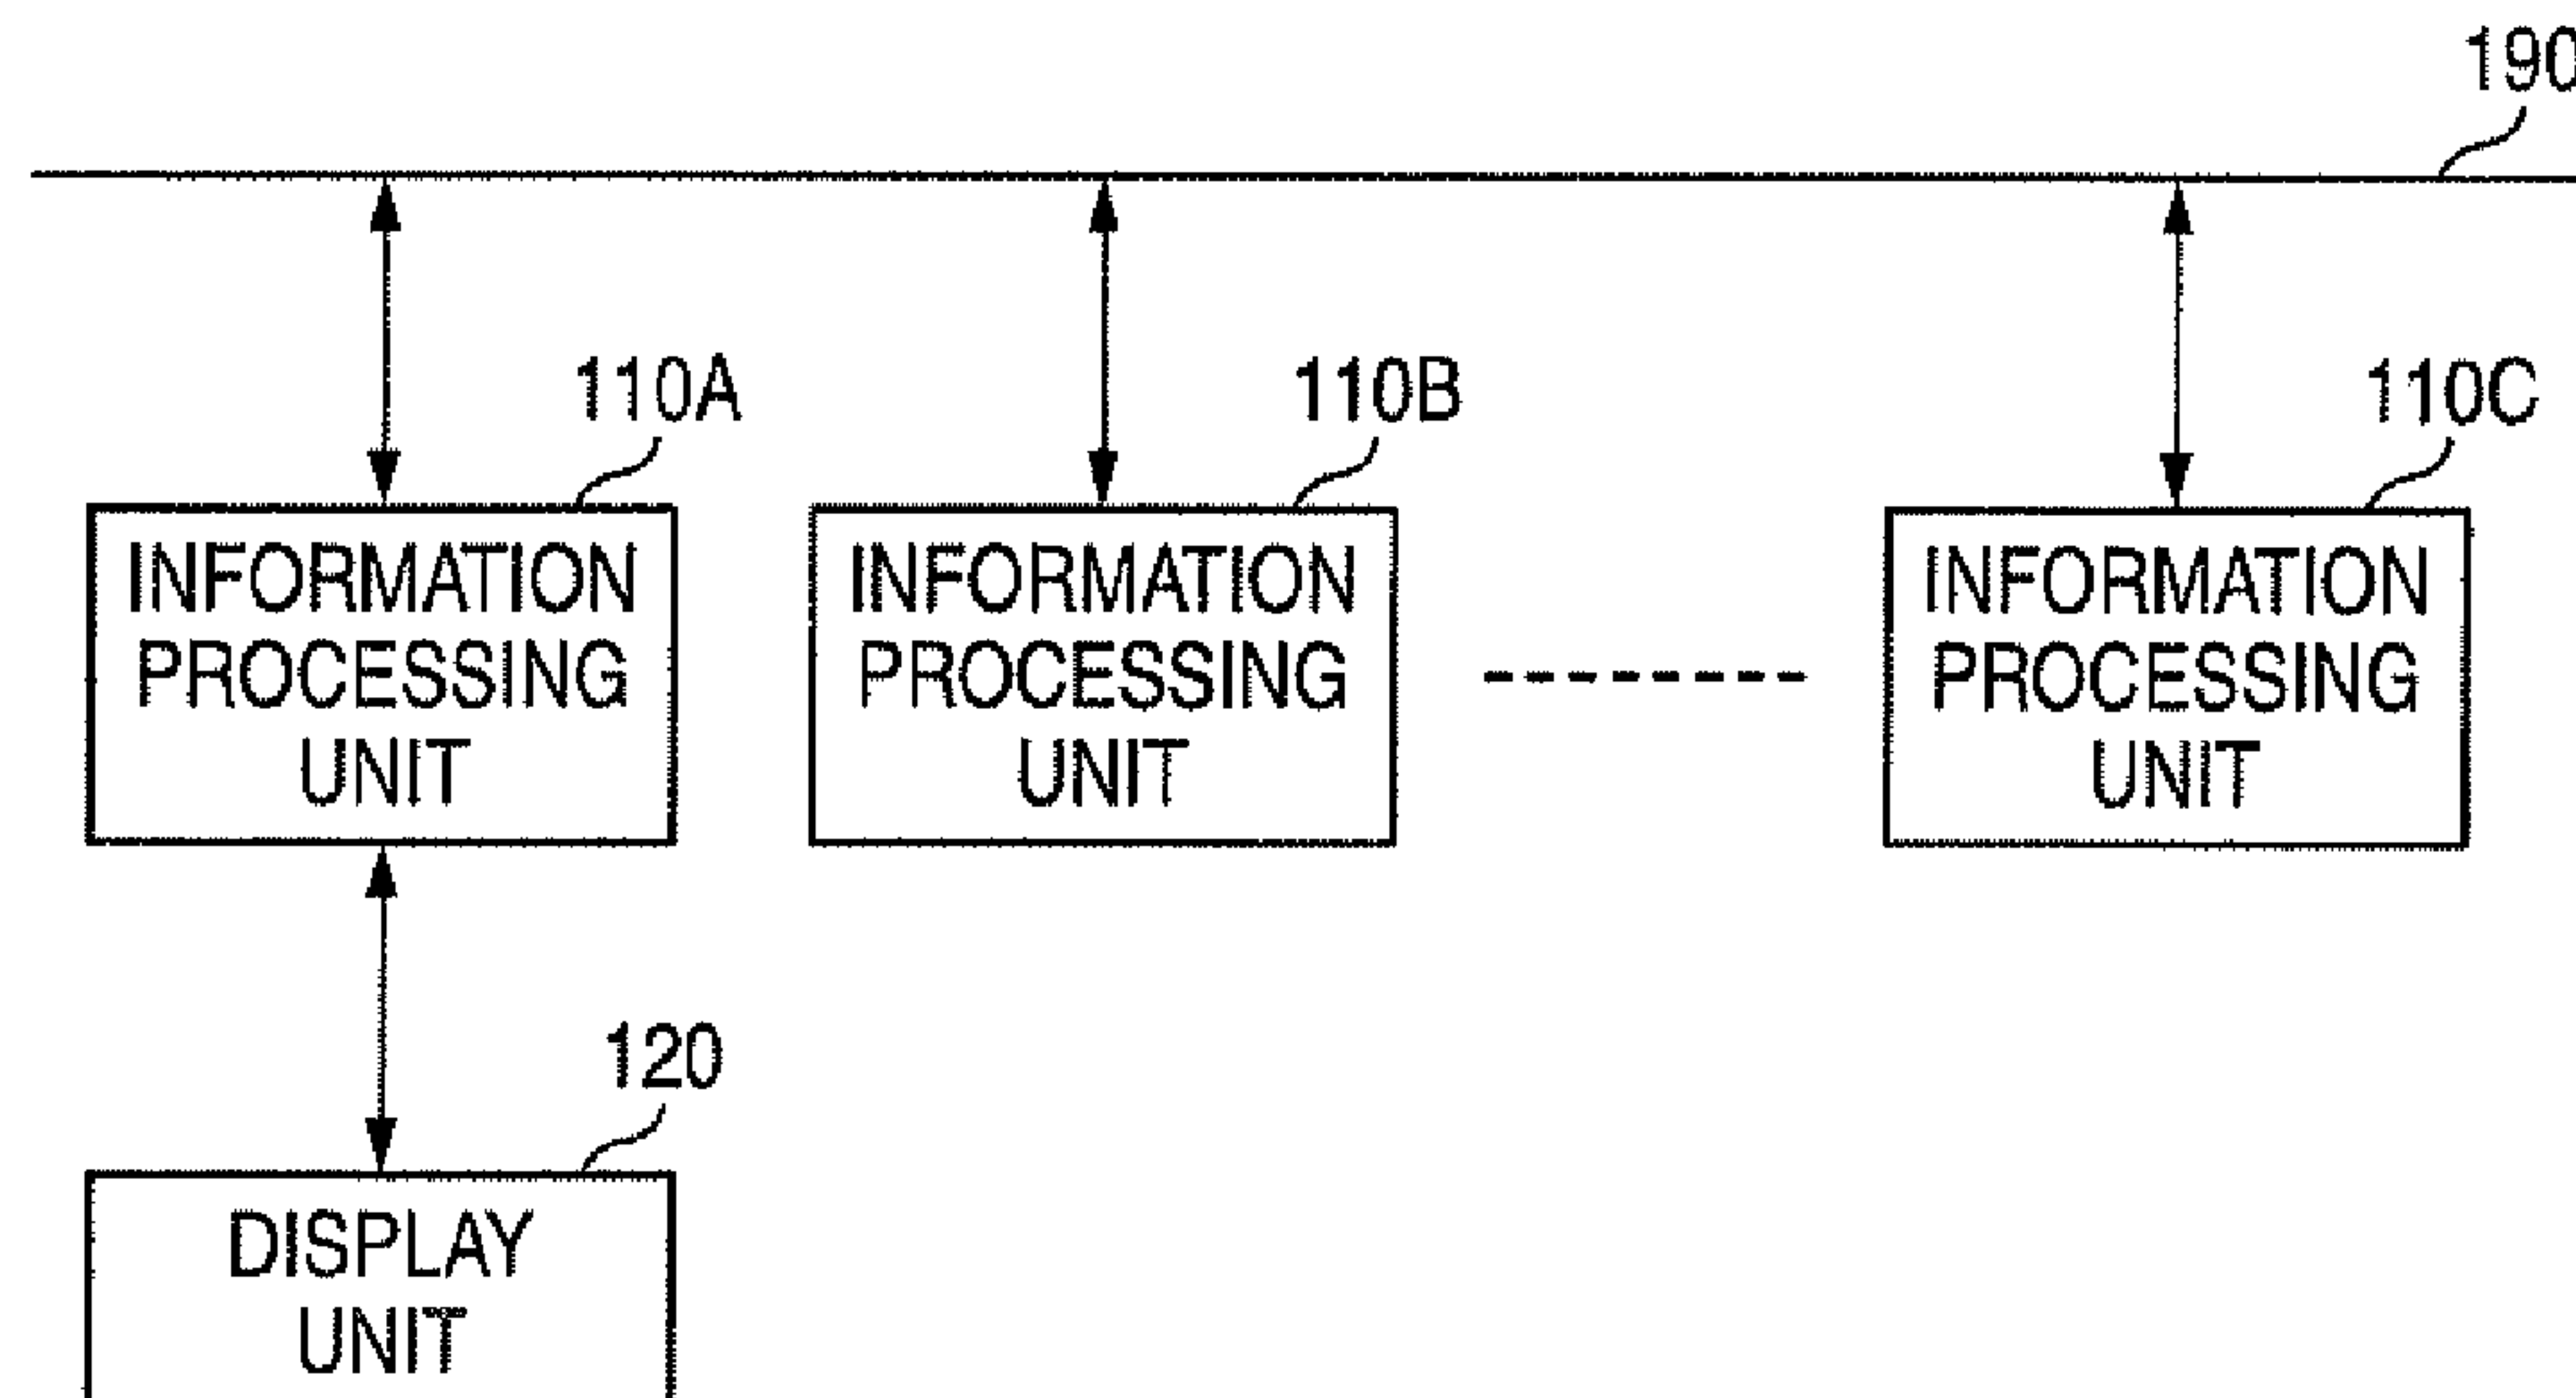 190
110A
110B
110C
INFORMATION
PROCESSING
UNIT
INFORMATION
PROCESSING
UNIT
INFORMATION
PROCESSING
UNIT
120
DISPLAY
UNIT